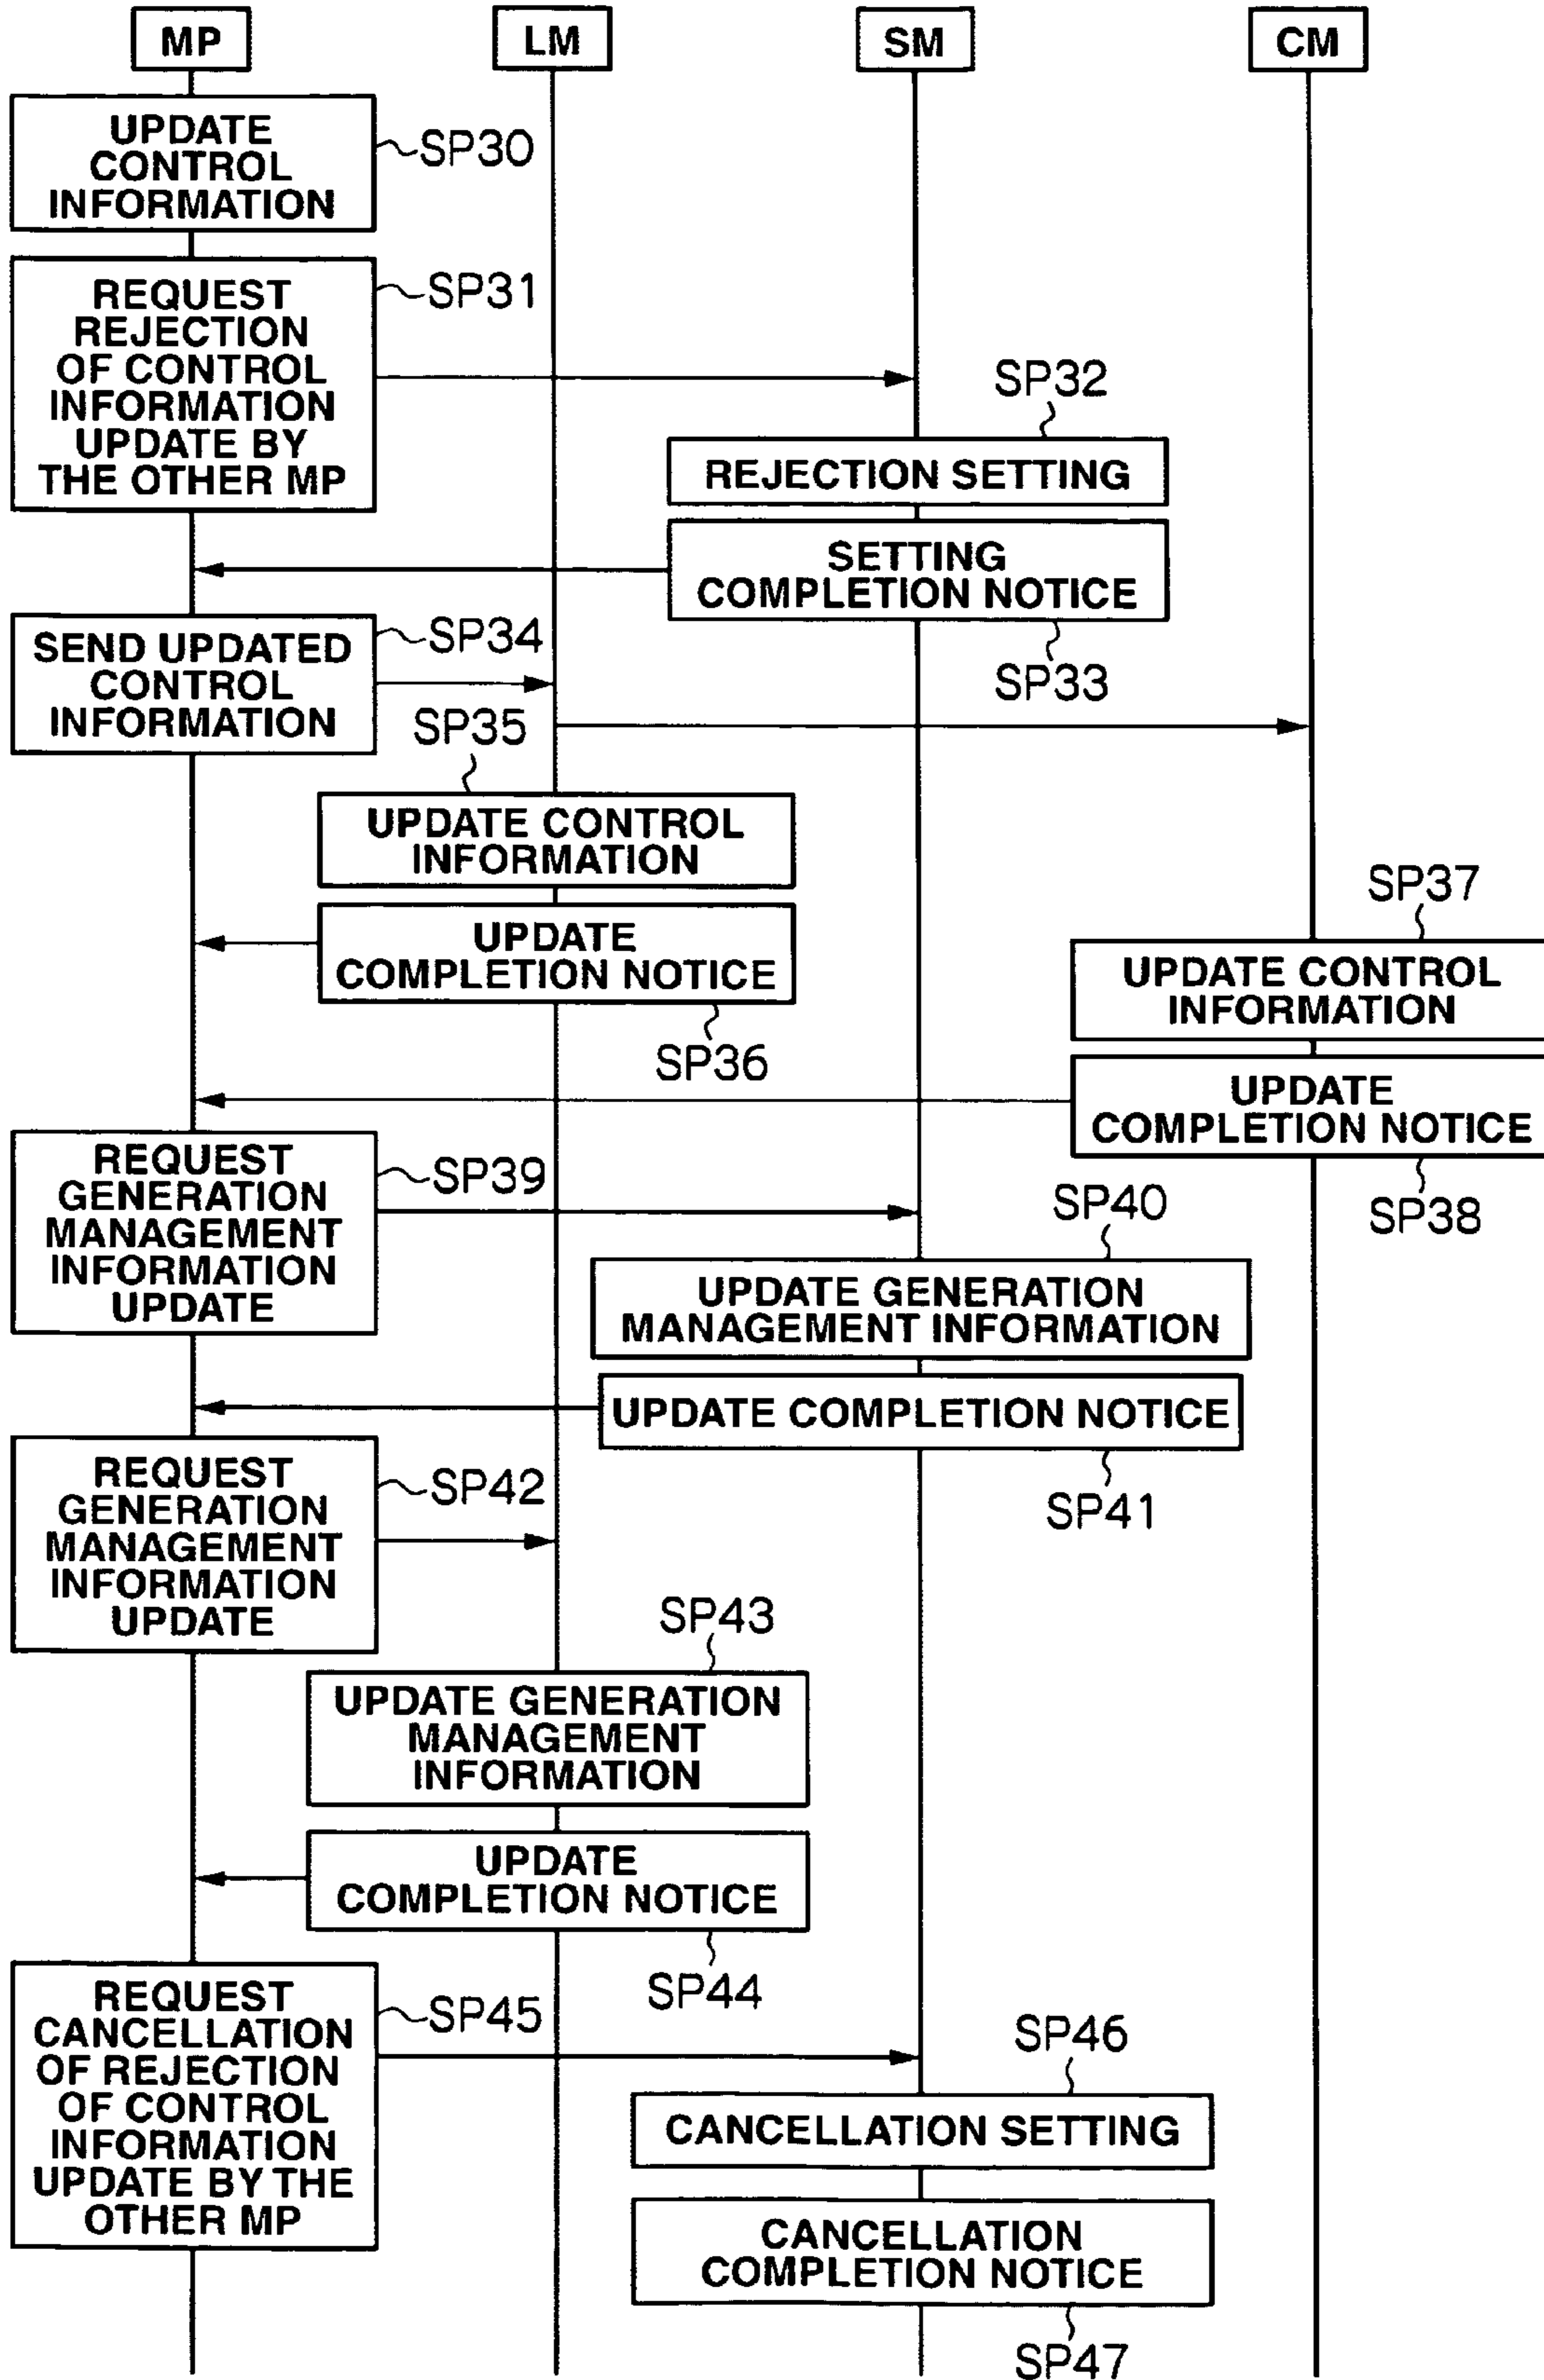 MP
LM
SM
CM
UPDATE
CONTROL
INFORMATION
SP30
REQUEST
REJECTION
OF CONTROL
INFORMATION
UPDATE BY
THE OTHER MP
SP31
SP32
REJECTION SETTING
SETTING
COMPLETION NOTICE
SP33
SEND UPDATED
CONTROL
INFORMATION
SP34
SP35
UPDATE CONTROL
INFORMATION
UPDATE
COMPLETION NOTICE
SP36
SP37
UPDATE CONTROL
INFORMATION
UPDATE
COMPLETION NOTICE
SP38
REQUEST
GENERATION
MANAGEMENT
INFORMATION
UPDATE
SP39
SP40
UPDATE GENERATION
MANAGEMENT INFORMATION
UPDATE COMPLETION NOTICE
SP41
REQUEST
GENERATION
MANAGEMENT
INFORMATION
UPDATE
SP42
SP43
UPDATE GENERATION
MANAGEMENT
INFORMATION
UPDATE
COMPLETION NOTICE
SP44
REQUEST
CANCELLATION
OF REJECTION
OF CONTROL
INFORMATION
UPDATE BY THE
OTHER MP
SP45
SP46
CANCELLATION SETTING
CANCELLATION
COMPLETION NOTICE
SP47